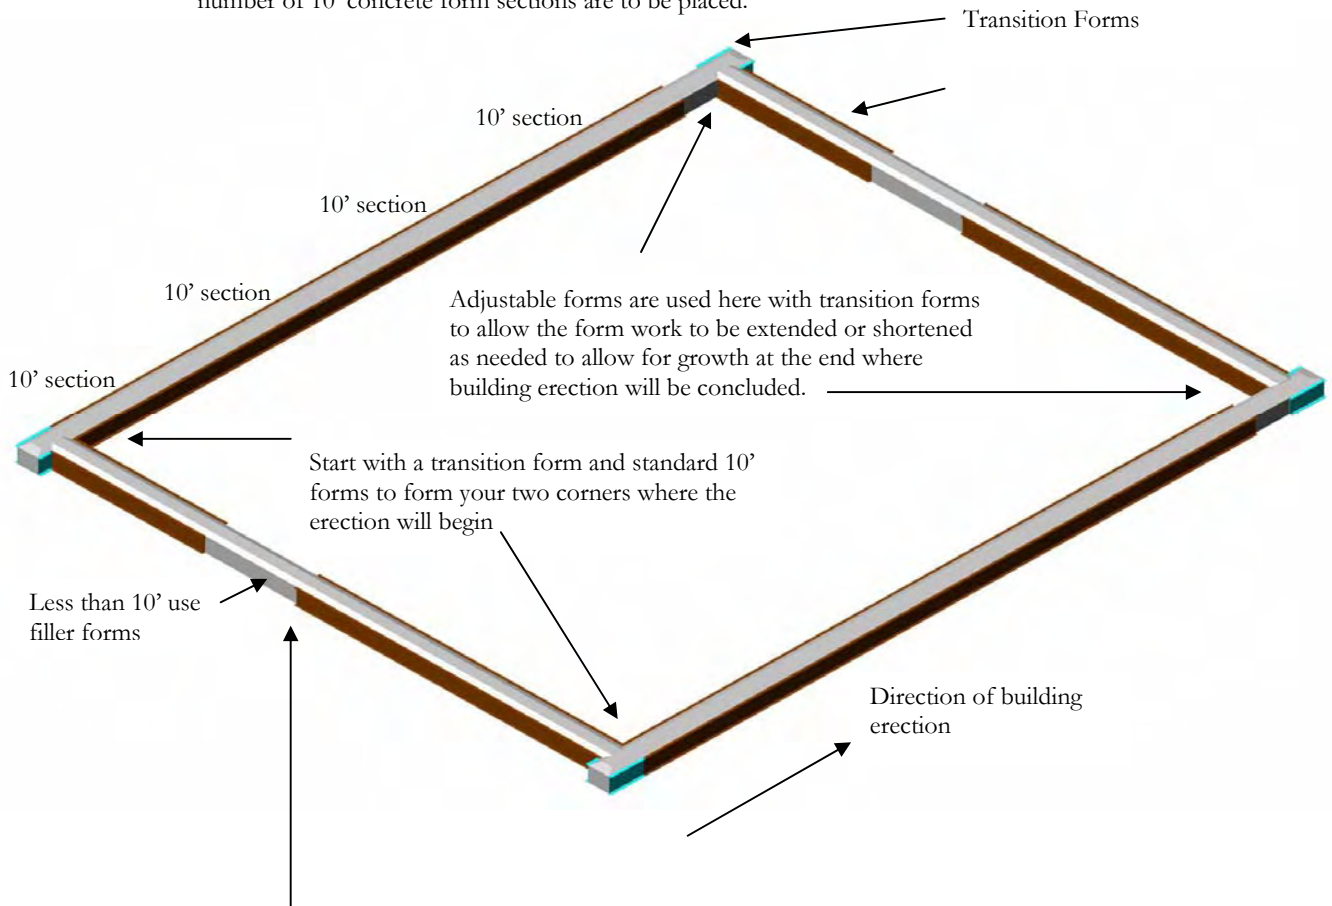 number of 10’ concrete form sections are to be placed.
Transition Forms
10’ section
10’ section
10’ section
10’ section
Adjustable forms are used here with transition forms
to allow the form work to be extended or shortened
as needed to allow for growth at the end where
building erection will be concluded.
Start with a transition form and standard 10’
forms to form your two corners where the
erection will begin
Less than 10’ use
filler forms
Direction of building
erection